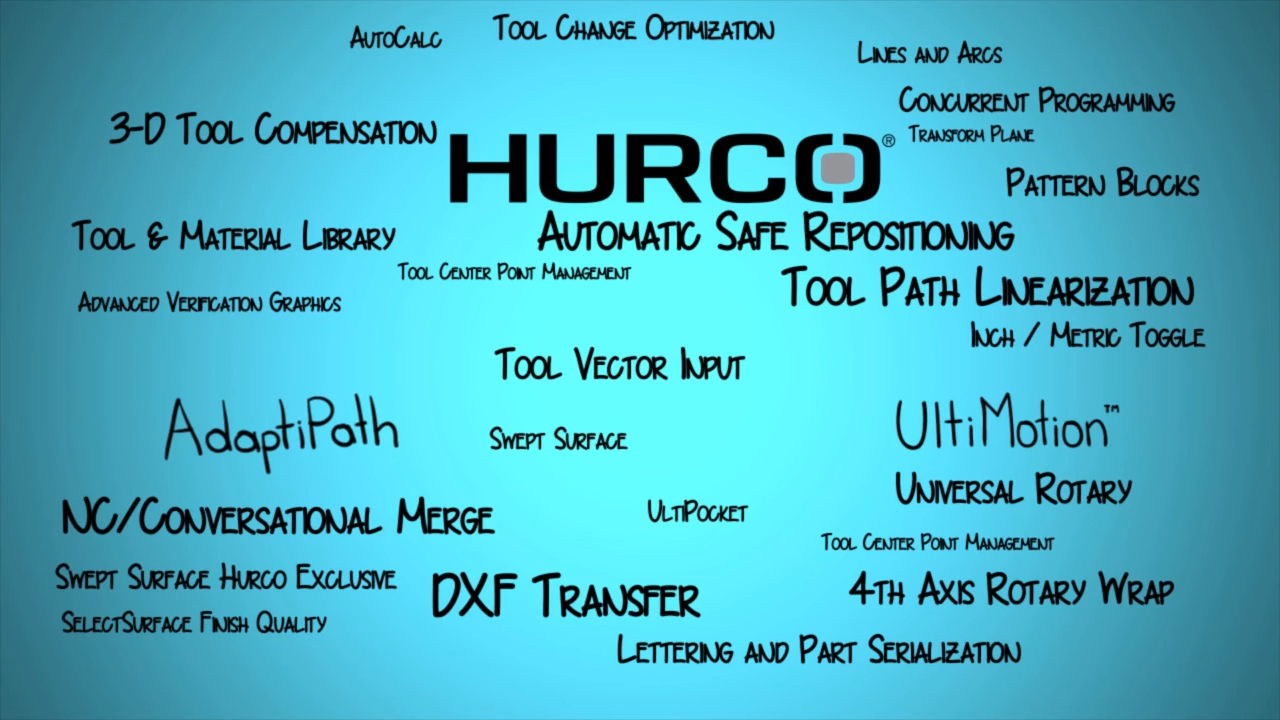 AutoCalc
Tool Change Optimization
Lines and Arcs
Concurrent Programming
3-D Tool Compensation
Transform Plane
HURCO®
Pattern Blocks
Tool & Material Library
Automatic Safe Repositioning
Tool Center Point Management
Tool Path Linearization
Advanced Verification Graphics
Inch / Metric Toggle
Tool Vector Input
AdaptiPath
UltiMotion™
Swept Surface
Universal Rotary
NC/Conversational Merge
UltiPocket
Tool Center Point Management
Swept Surface Hurco Exclusive
DXF Transfer
4th Axis Rotary Wrap
SelectSurface Finish Quality
Lettering and Part Serialization